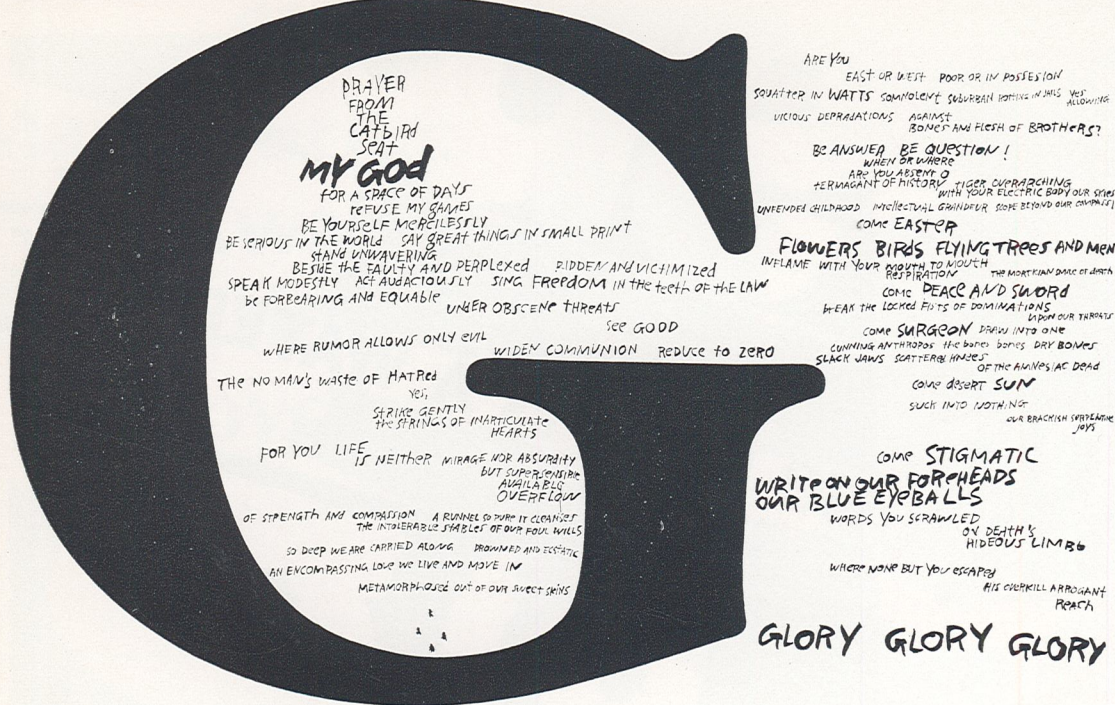 G
PRAYER
FROM
THE
CATBIRD
SEAT
MY GOD
FOR A SPACE OF DAYS
REFUSE MY GAMES
BE YOURSELF MERCILESSLY
BE SERIOUS IN THE WORLD SAY GREAT THINGS IN SMALL PRINT
STAND UNWAVERING
BESIDE THE FAULTY AND PERPLEXED RIDDEN AND VICTIMIZED
SPEAK MODESTLY ACT AUDACIOUSLY SING FREEDOM IN THE TEETH OF THE LAW
BE FORBEARING AND EQUABLE
UNDER OBSCENE THREATS
SEE GOOD
WHERE RUMOR ALLOWS ONLY EVIL
WIDEN COMMUNION REDUCE TO ZERO
THE NO MAN'S WASTE OF HATRED
YES,
STRIKE GENTLY
THE STRINGS OF INARTICULATE
HEARTS
FOR YOU LIFE
IS NEITHER MIRAGE NOR ABSURDITY
BUT SUPERSENSIBLE
AVAILABLE
OVERFLOW
OF STRENGTH AND COMPASSION A RUNNEL SO PURE IT CLEANSES
THE INTOLERABLE STABLES OF OUR FOUL WILLS
SO DEEP WE ARE CARRIED ALONG DROWNED AND ECSTATIC
AN ENCOMPASSING LOVE WE LIVE AND MOVE IN
METAMORPHOSED OUT OF OUR SWEET SKINS
ARE YOU
EAST OR WEST POOR OR IN POSSESION
SQUATTER IN WATTS SOMNOLENT SUBURBAN ROTTING IN JAILS YES
ALLOWING
VICIOUS DEPRADATIONS AGAINST
BONES AND FLESH OF BROTHERS?
BE ANSWER BE QUESTION!
WHEN OR WHERE
ARE YOU ABSENT O
TERMAGANT OF HISTORY TIGER OVERARCHING
WITH YOUR ELECTRIC BODY OUR SKIES
UNFENDED CHILDHOOD INTELLECTUAL GRANDEUR SCOPE BEYOND OUR COMPASS!
COME EASTER
FLOWERS BIRDS FLYING TREES AND MEN
INFLAME WITH YOUR MOUTH TO MOUTH
RESPIRATION THE MORTICIAN OF DEATH
COME PEACE AND SWORD
BREAK THE LOCKED FISTS OF DOMINATIONS
UPON OUR THROATS
COME SURGEON DRAW INTO ONE
CUNNING ANTHROPOS THE BONES BONES DRY BONES
SLACK JAWS SCATTERED KNEES
OF THE AMNESIAC DEAD
COME DESERT SUN
SUCK INTO NOTHING
OUR BRACKISH SERPENTINE
JOYS
COME STIGMATIC
WRITE ON OUR FOREHEADS
OUR BLUE EYEBALLS
WORDS YOU SCRAWLED
ON DEATH'S
HIDEOUS LIMBS
WHERE NONE BUT YOU ESCAPED
HIS OVERKILL ARROGANT
REACH
GLORY GLORY GLORY